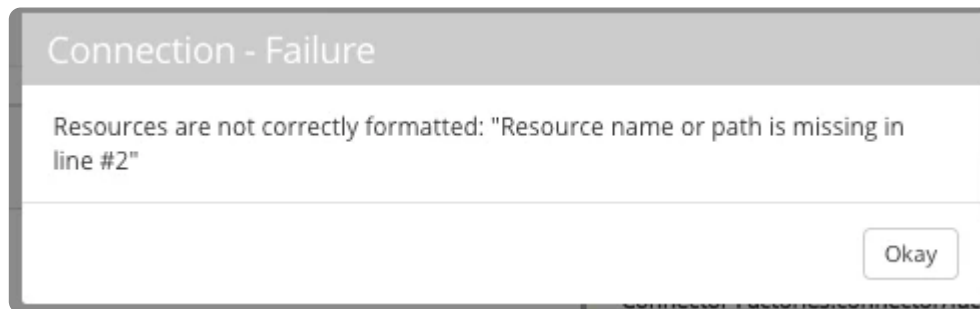 Connection - Failure
Resources are not correctly formatted: "Resource name or path is missing in
line #2"
Okay